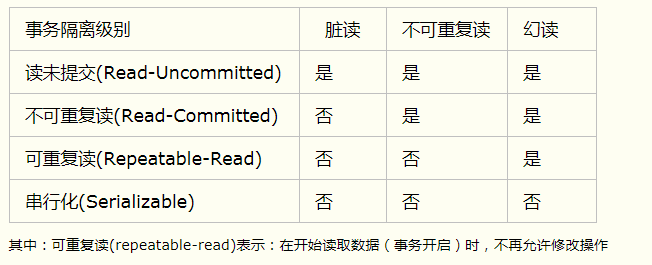 事务隔离级别 脏读 不可重复读 幻读
读未提交(Read-Uncommitted) 是 是 是
不可重复读(Read-Committed) 否 是 是
可重复读(Repeatable-Read) 否 否 是
串行化(Serializable) 否 否 否
其中：可重复读(repeatable-read)表示：在开始读取数据（事务开启）时，不再允许修改操作